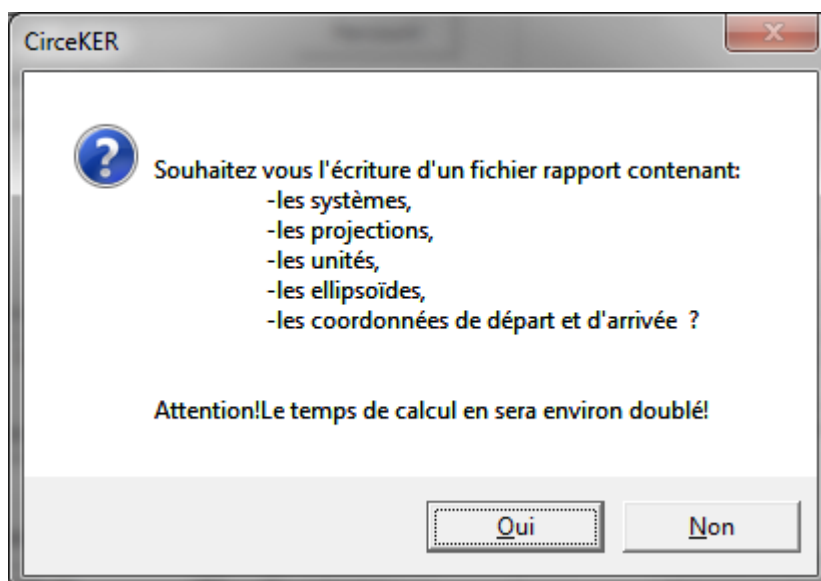 CirceKER
Souhaitez vous l'écriture d'un fichier rapport contenant:
-les systèmes,
-les projections,
-les unités,
-les ellipsoïdes,
-les coordonnées de départ et d'arrivée ?
Attention!Le temps de calcul en sera environ doublé!
Oui Non